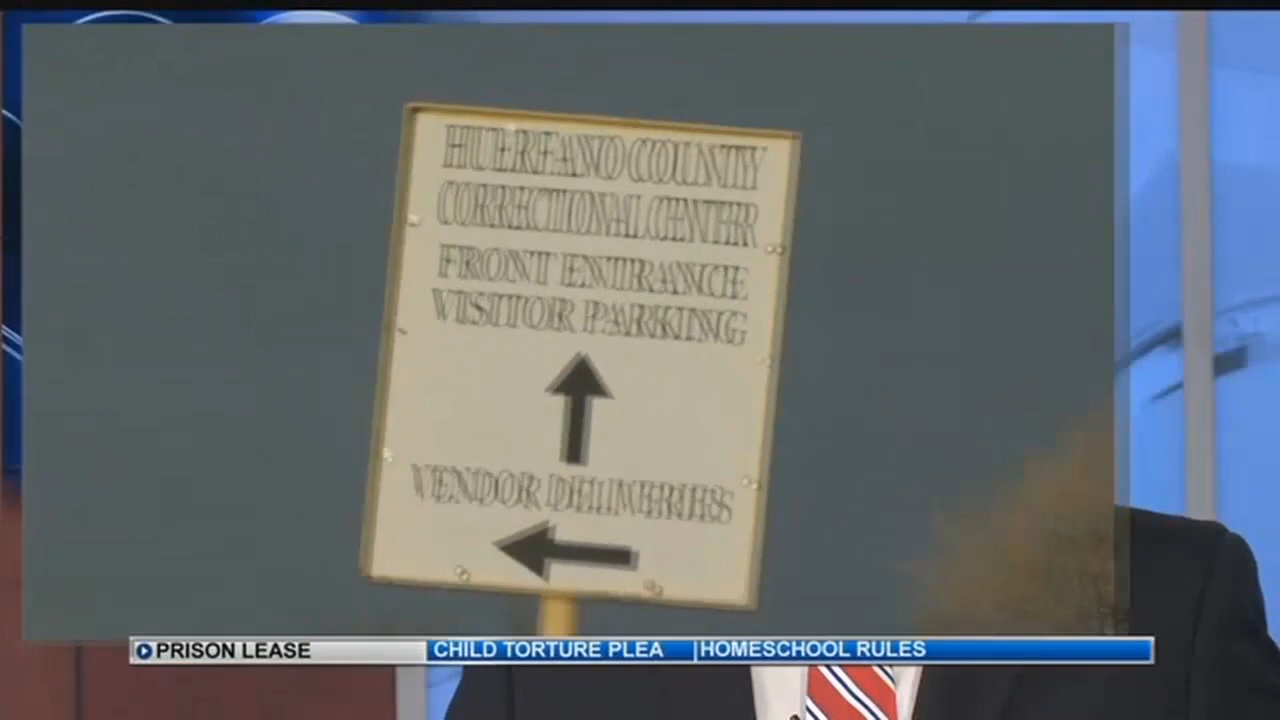 HUERFANO COUNTY
CORRECTIONAL CENTER
FRONT ENTRANCE
VISITOR PARKING
VENDOR DELIVERIES
PRISON LEASE
CHILD TORTURE PLEA
HOMESCHOOL RULES